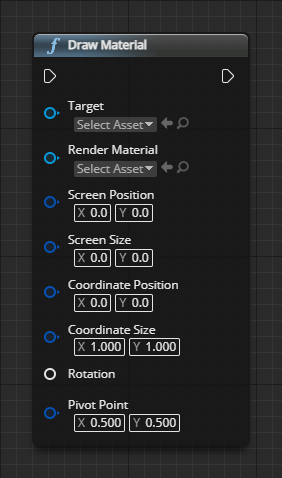 f Draw Material
Target
Select Asset
Render Material
Select Asset
Screen Position
X 0.0 Y 0.0
Screen Size
X 0.0 Y 0.0
Coordinate Position
X 0.0 Y 0.0
Coordinate Size
X 1.000 Y 1.000
Rotation
Pivot Point
X 0.500 Y 0.500